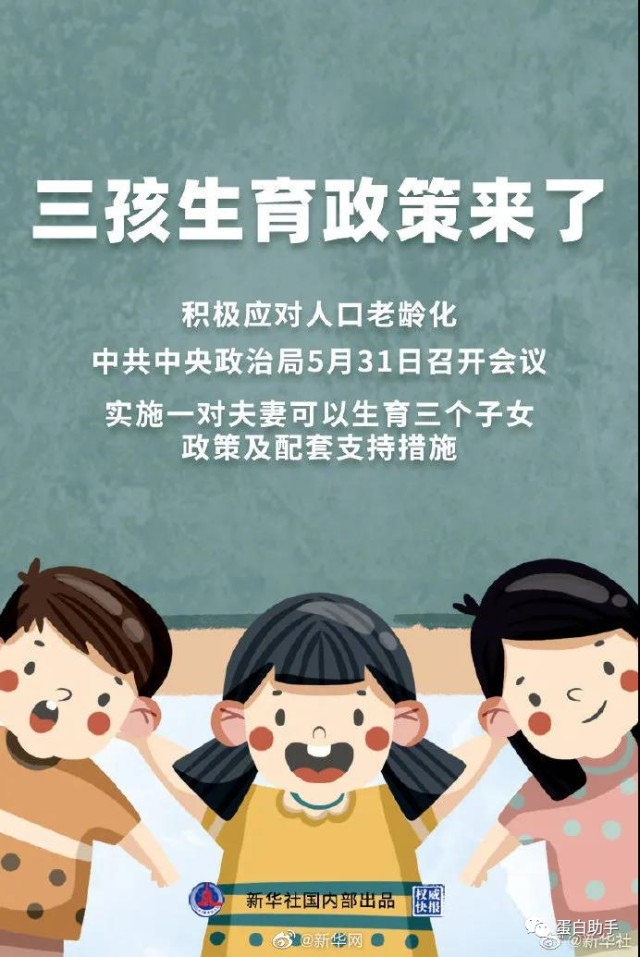 三孩生育政策来了
积极应对人口老龄化
中共中央政治局5月31日召开会议
实施一对夫妻可以生育三个子女
政策及配套支持措施
新华社国内部出品
权威
快报
@新华网
蛋白助手
@新华社